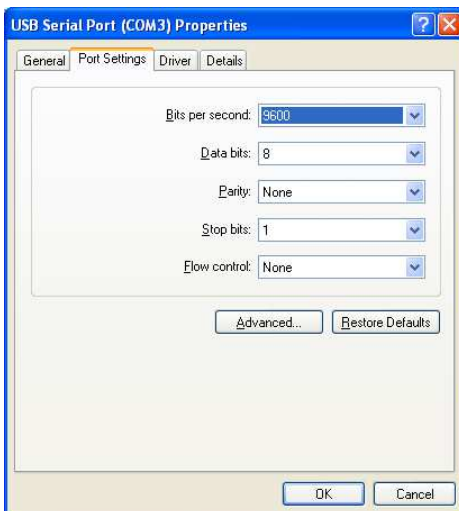 USB Serial Port (COM3) Properties
General Port Settings Driver Details
Bits per second: 9600
Data bits: 8
Parity: None
Stop bits: 1
Flow control: None
Advanced... Restore Defaults
OK Cancel